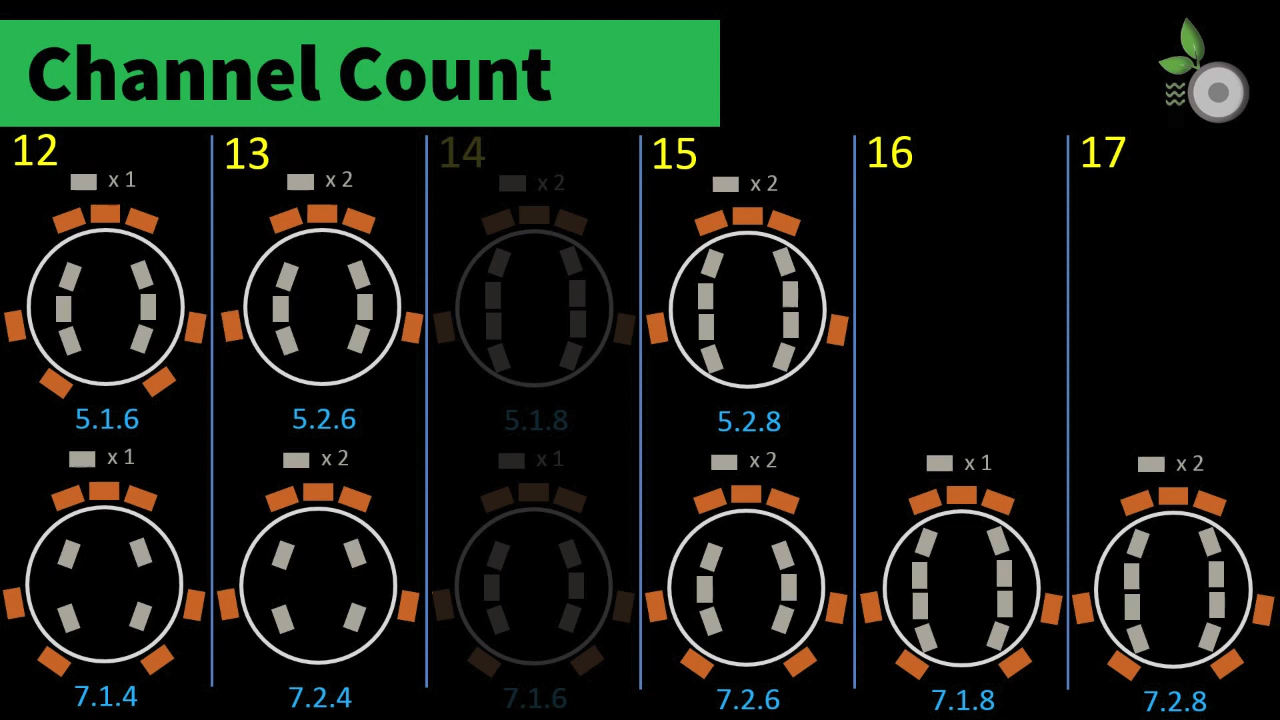 Channel Count
12 13 14 15 16 17
x 1 x 2 x 2 x 2
5.1.6 5.2.6 5.1.8 5.2.8
x 1 x 2 x 1 x 2 x 1 x 2
7.1.4 7.2.4 7.1.6 7.2.6 7.1.8 7.2.8